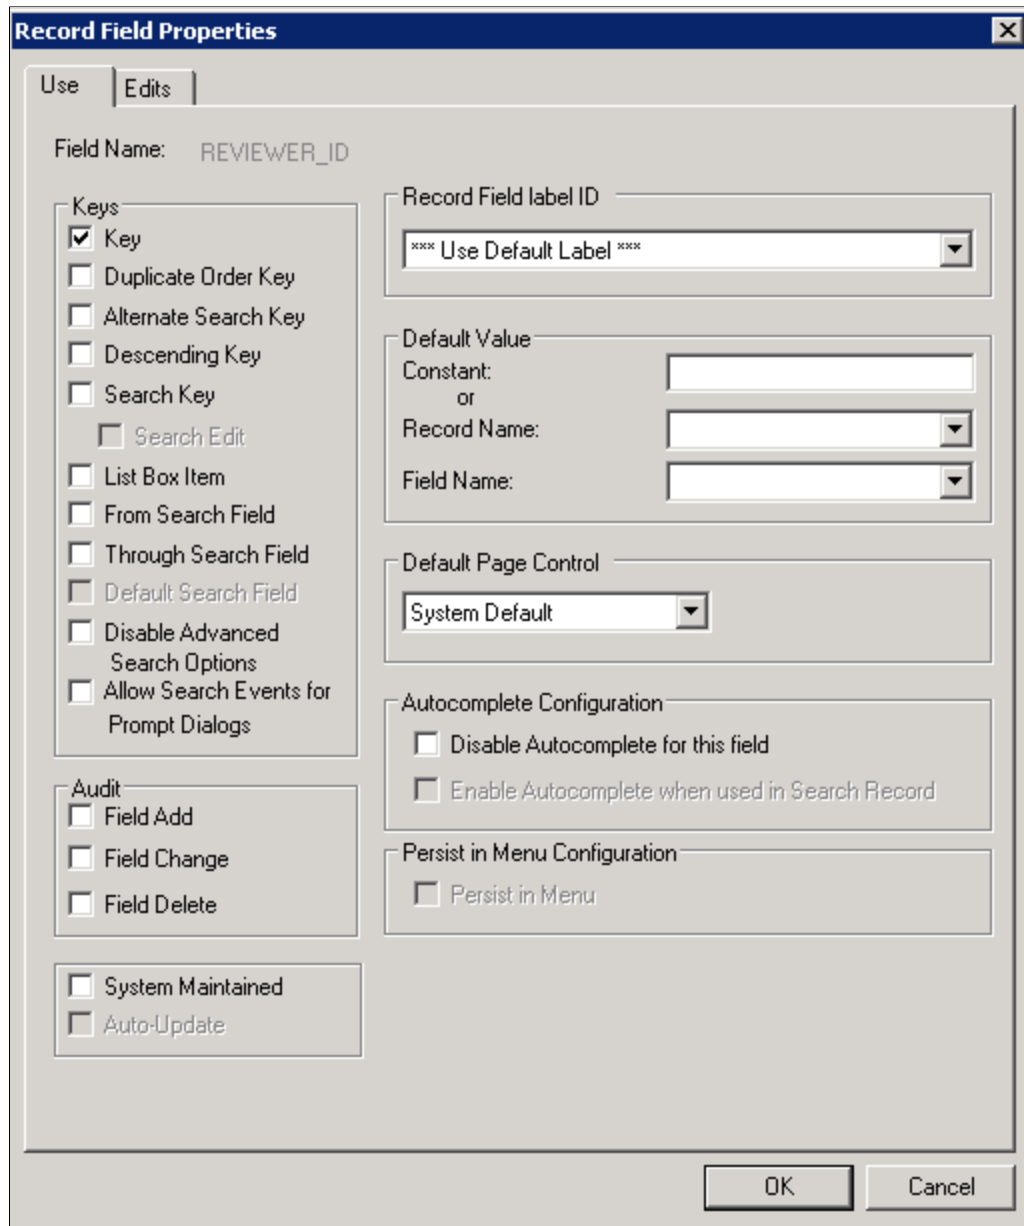 Record Field Properties
Use
Edits
Field Name: REVIEWER_ID
Keys
Key
Duplicate Order Key
Alternate Search Key
Descending Key
Search Key
Search Edit
List Box Item
From Search Field
Through Search Field
Default Search Field
Disable Advanced
Search Options
Allow Search Events for
Prompt Dialogs
Audit
Field Add
Field Change
Field Delete
System Maintained
Auto-Update
Record Field label ID
*** Use Default Label ***
Default Value
Constant:
or
Record Name:
Field Name:
Default Page Control
System Default
Autocomplete Configuration
Disable Autocomplete for this field
Enable Autocomplete when used in Search Record
Persist in Menu Configuration
Persist in Menu
OK
Cancel